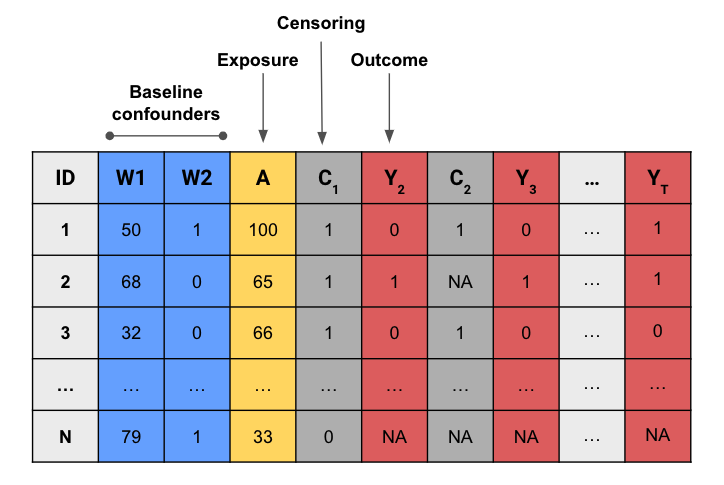 Censoring
Exposure
Outcome
Baseline
confounders
ID W1 W2 A C1 Y2 C2 Y3 ... YT
1 50 1 100 1 0 1 0 ... 1
2 68 0 65 1 1 NA 1 ... 1
3 32 0 66 1 0 1 0 ... 0
... ... ... ... ... ... ... ... ... ...
N 79 1 33 0 NA NA NA ... NA